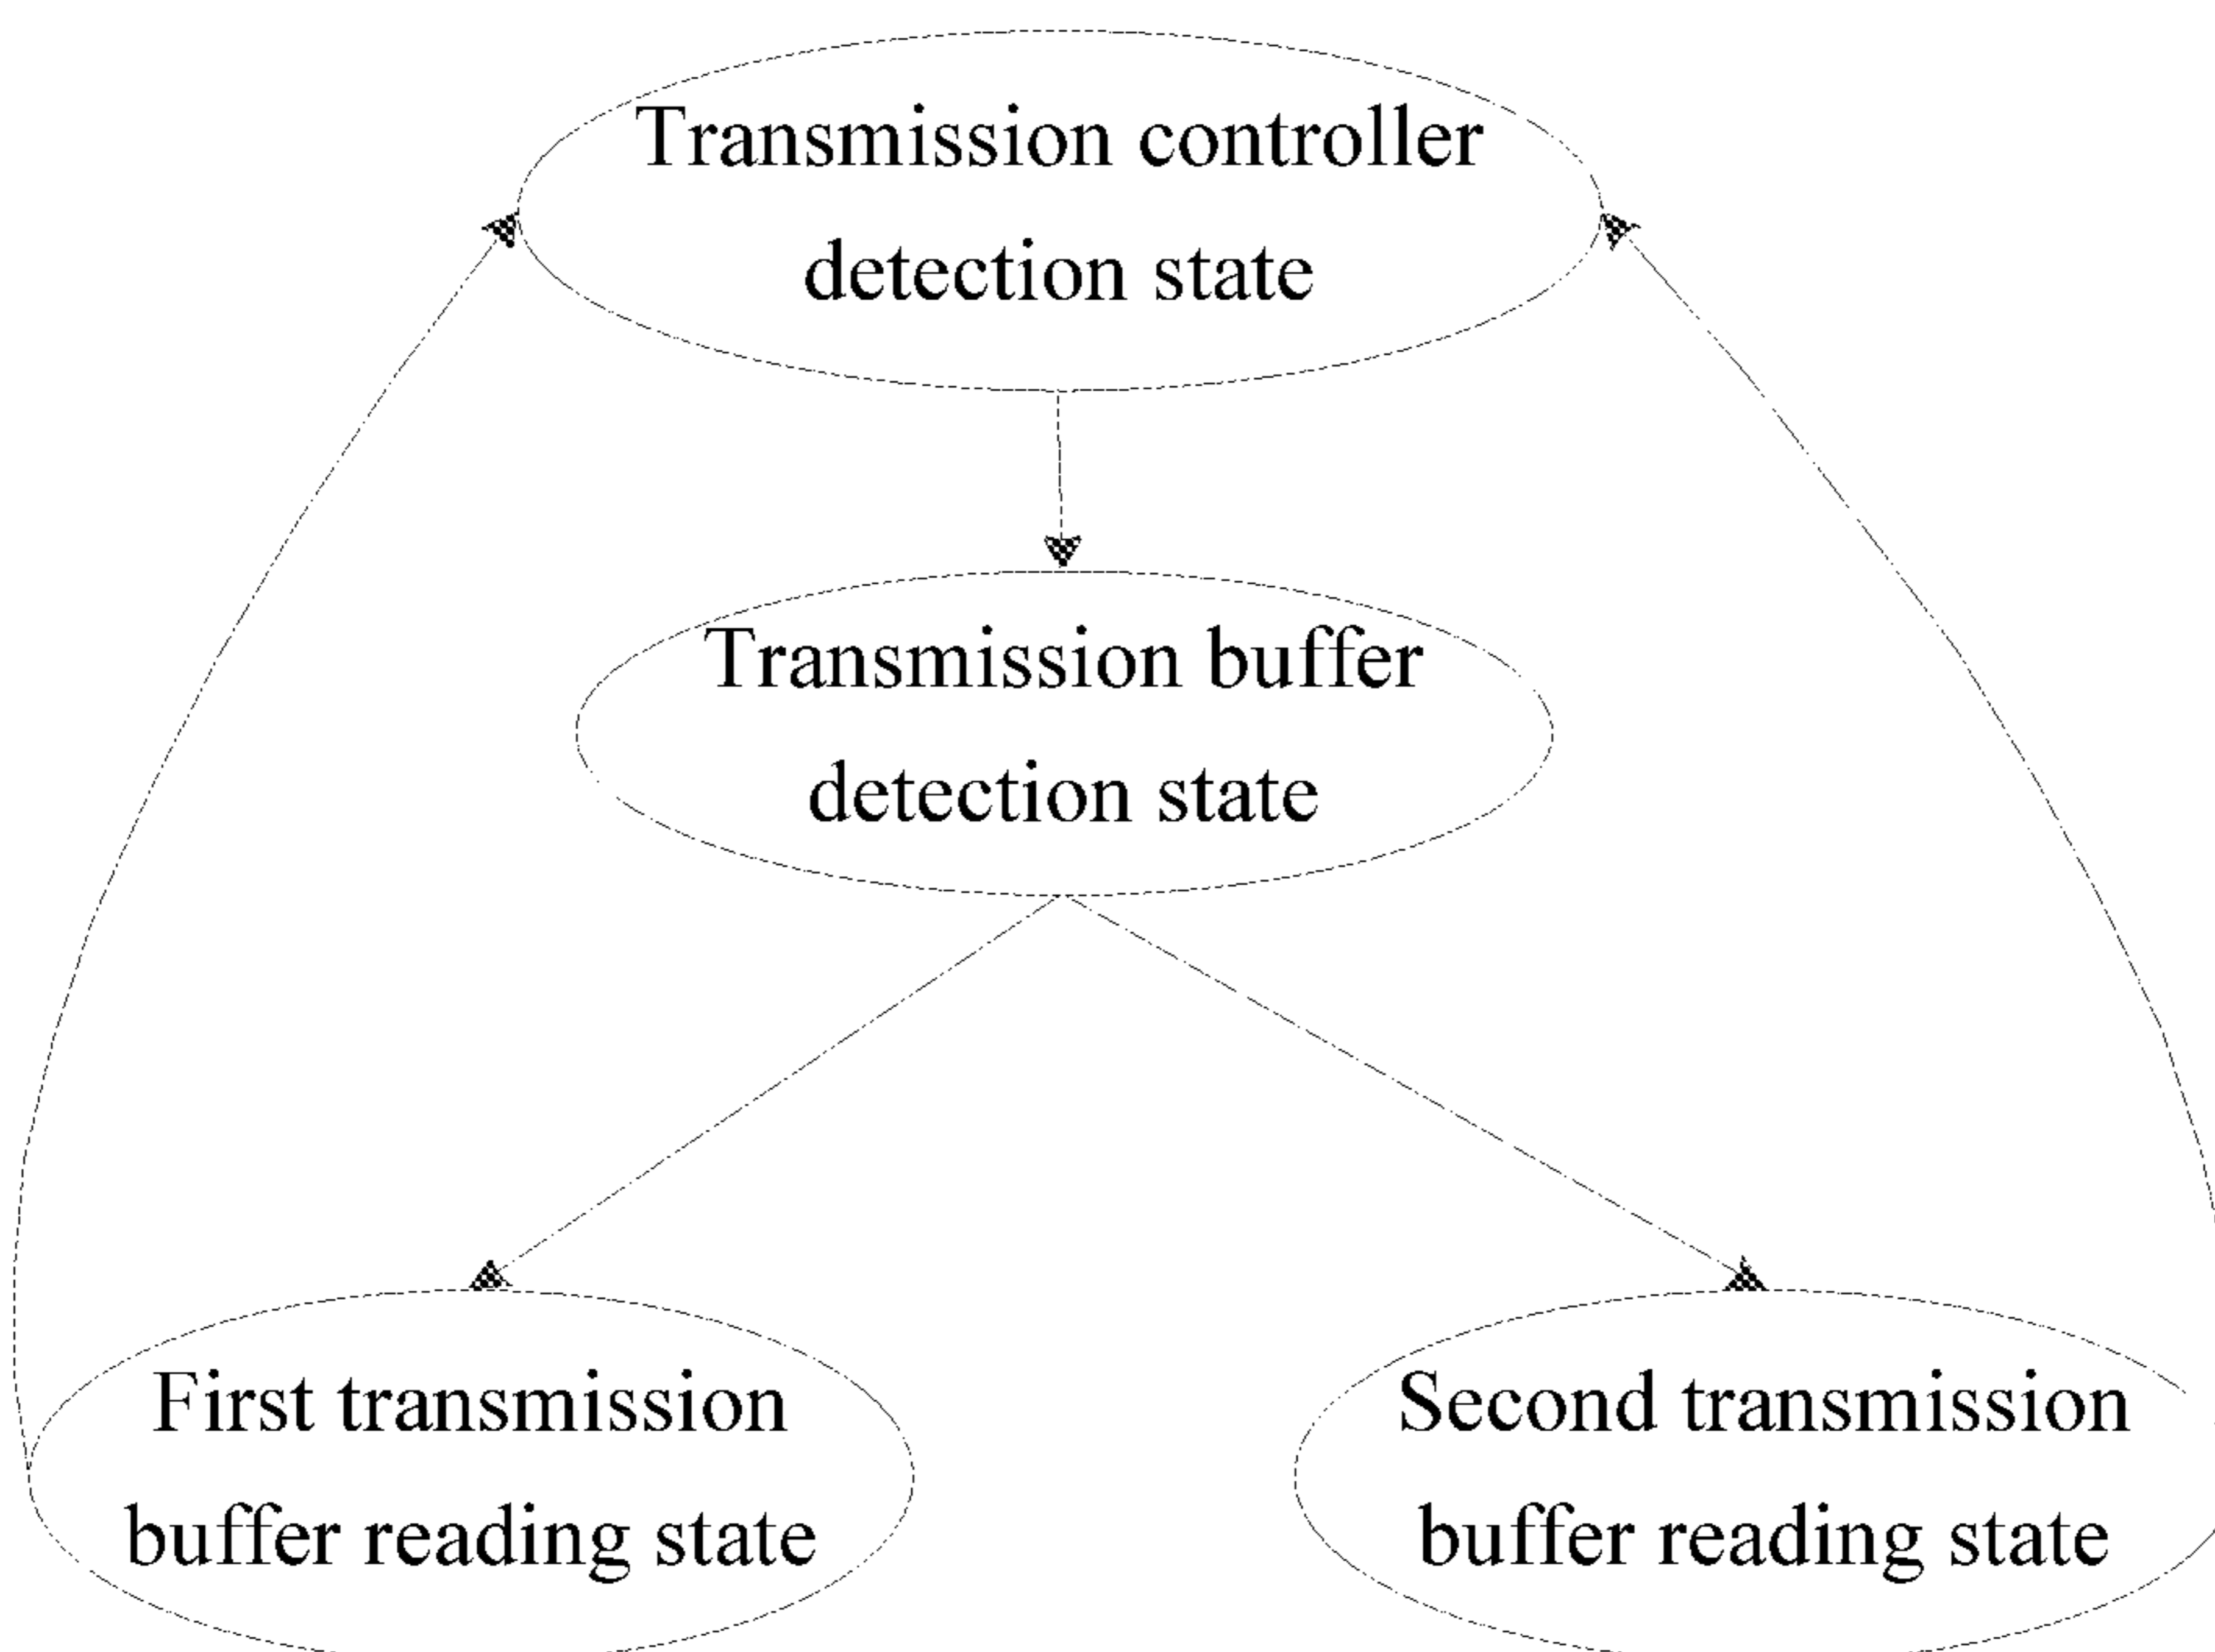 Transmission controller
detection state
Transmission buffer
detection state
First transmission
buffer reading state
Second transmission
buffer reading state